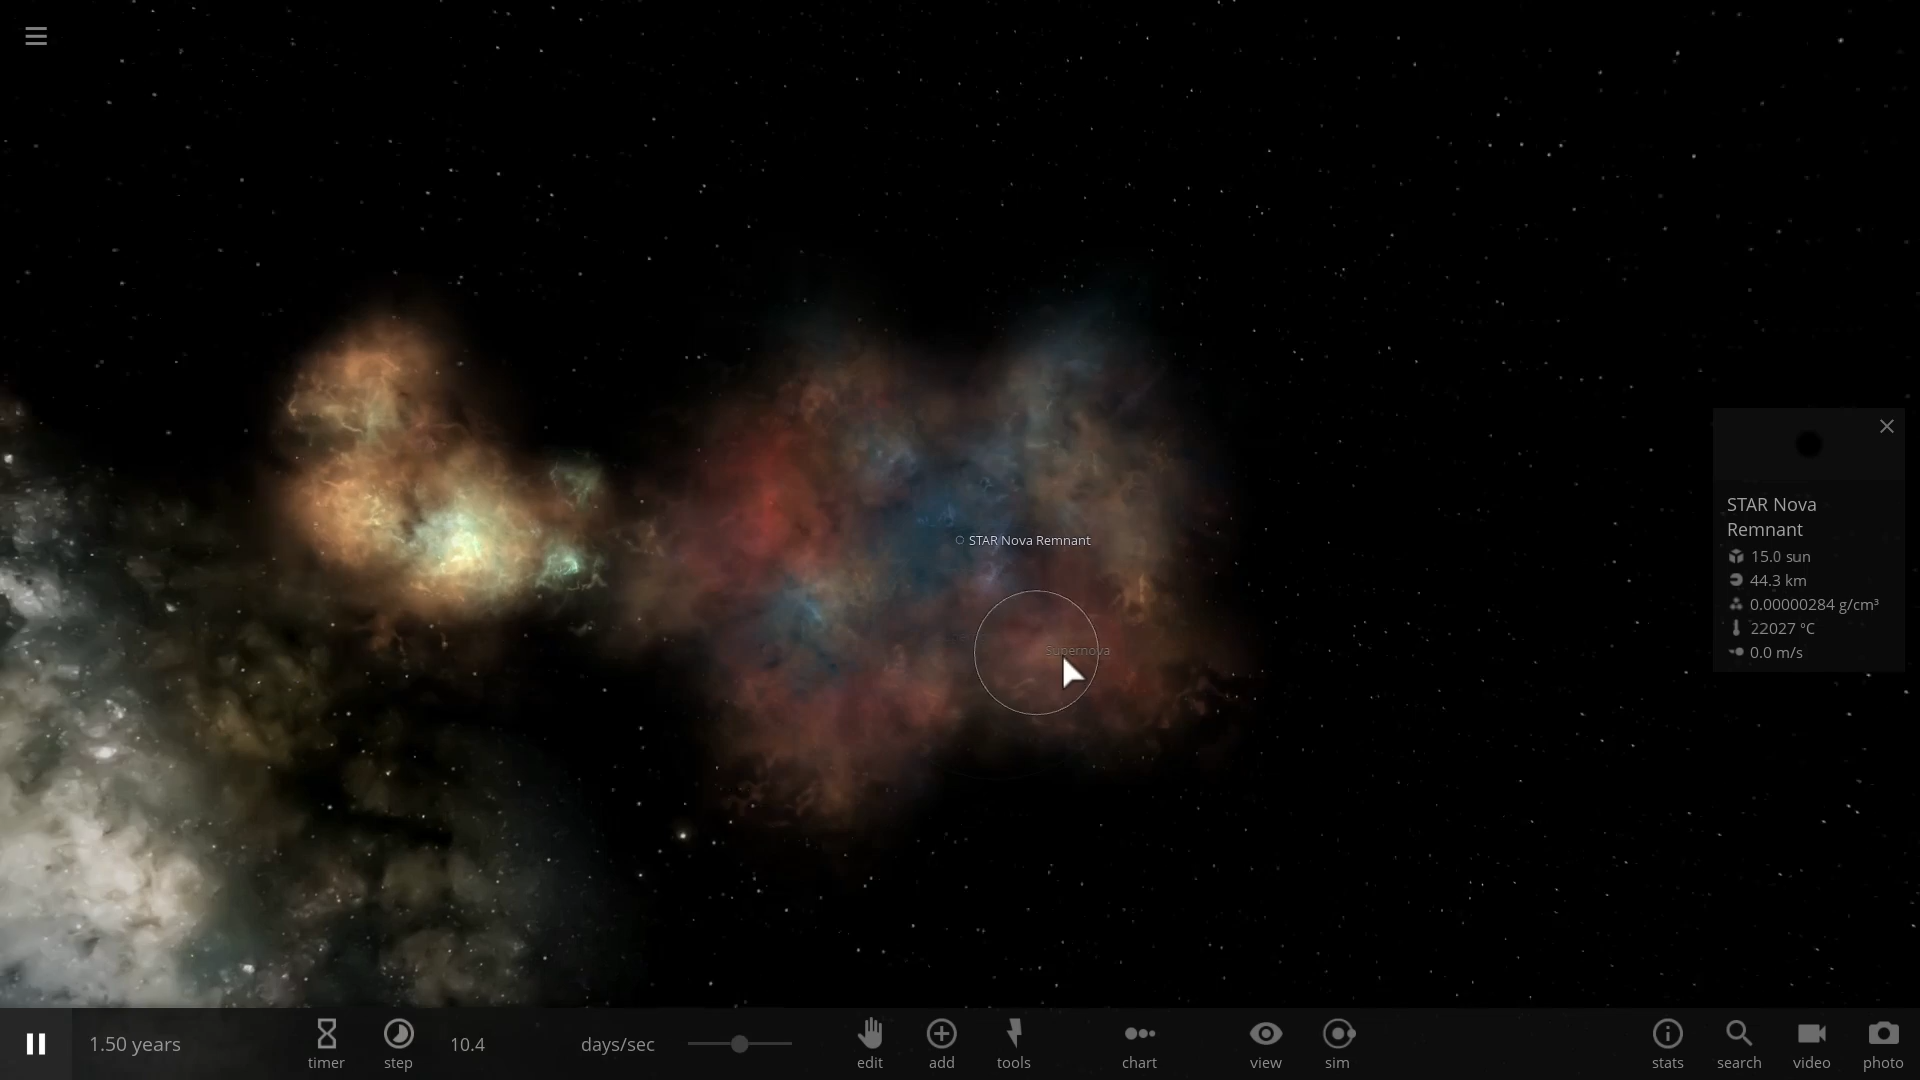 STAR Nova Remnant
Supernova
STAR Nova
Remnant
15.0 sun
44.3 km
0.00000284 g/cm³
22027 °C
0.0 m/s
1.50 years
timer
step
10.4
days/sec
edit
add
tools
chart
view
sim
stats
search
video
photo